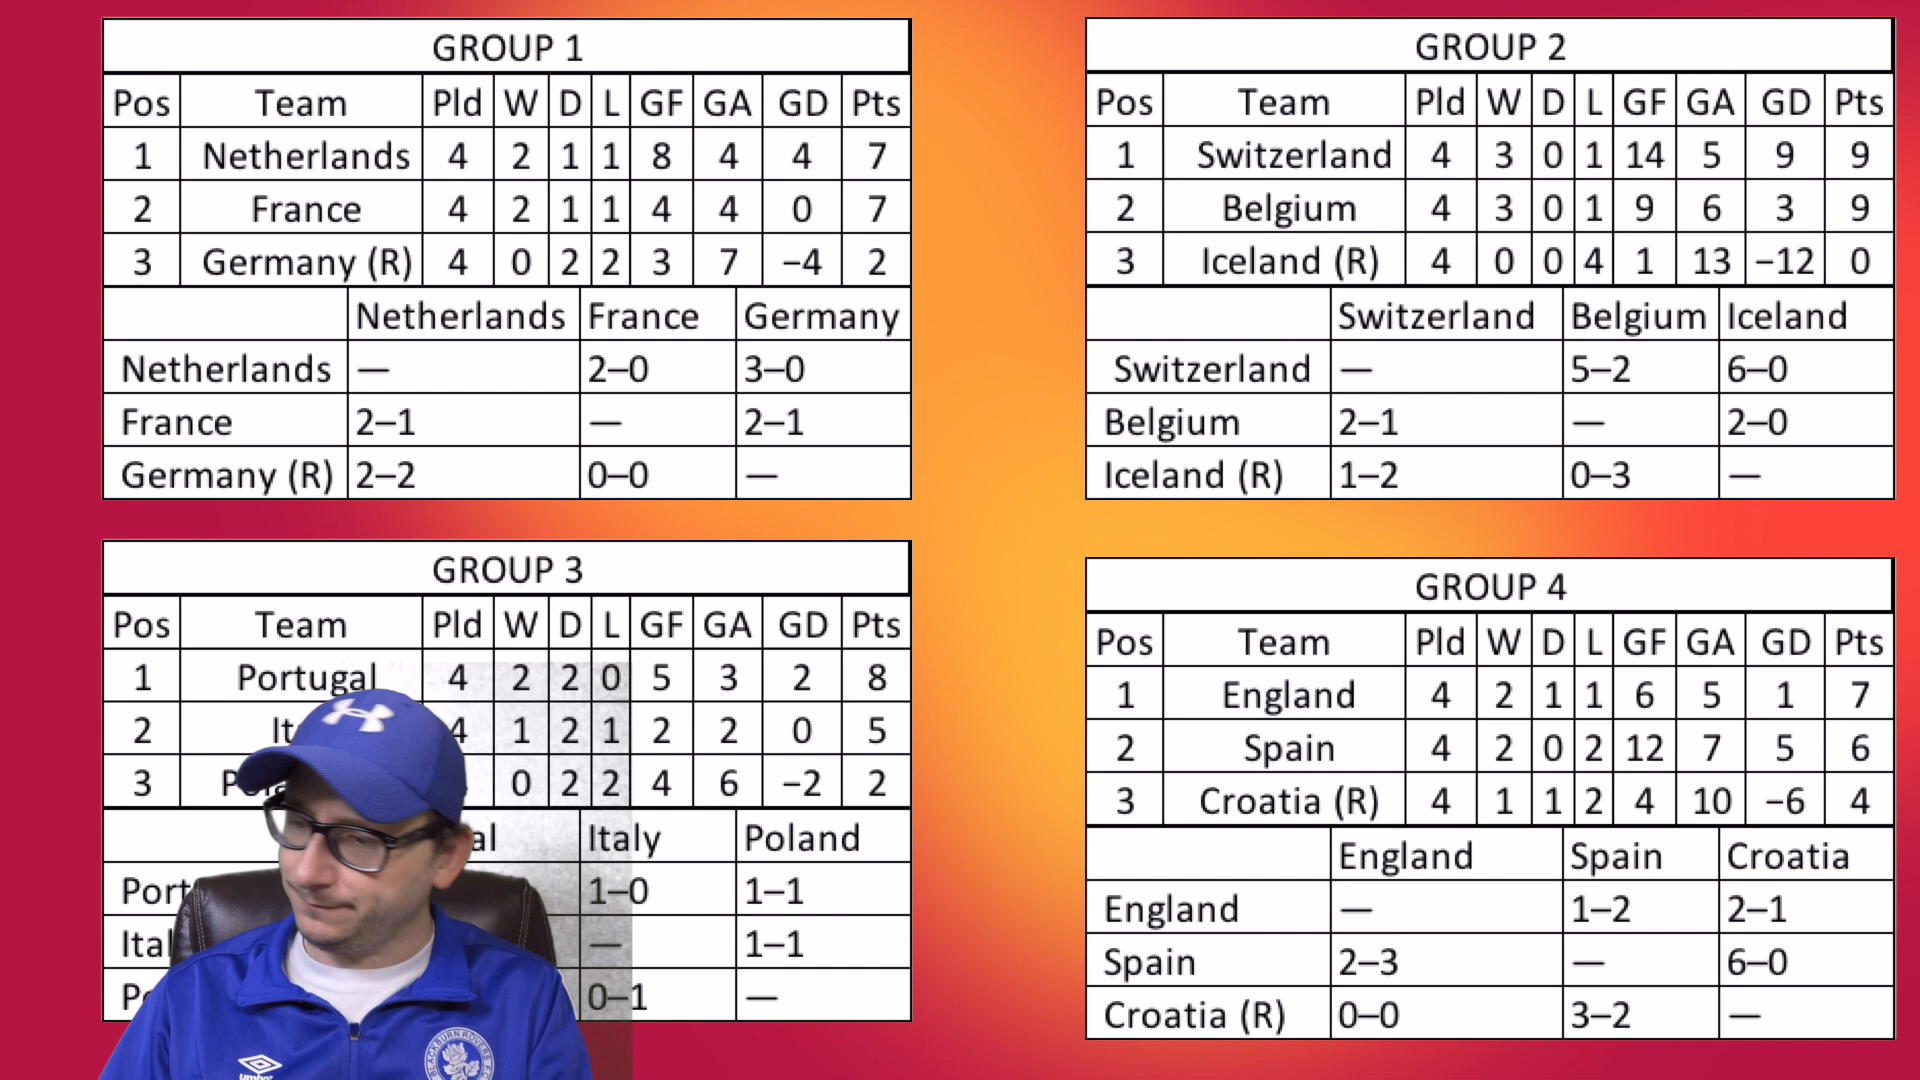 GROUP 1
Pos Team Pld W D L GF GA GD Pts
1 Netherlands 4 2 1 1 8 4 4 7
2 France 4 2 1 1 4 4 0 7
3 Germany (R) 4 0 2 2 3 7 −4 2
Netherlands France Germany
Netherlands — 2–0 3–0
France 2–1 — 2–1
Germany (R) 2–2 0–0 —
GROUP 2
Pos Team Pld W D L GF GA GD Pts
1 Switzerland 4 3 0 1 14 5 9 9
2 Belgium 4 3 0 1 9 6 3 9
3 Iceland (R) 4 0 0 4 1 13 −12 0
Switzerland Belgium Iceland
Switzerland — 5–2 6–0
Belgium 2–1 — 2–0
Iceland (R) 1–2 0–3 —
GROUP 3
Pos Team Pld W D L GF GA GD Pts
1 Portugal 4 2 2 0 5 3 2 8
2 4 1 2 1 2 2 0 5
3 0 2 2 4 6 −2 2
Italy Poland
1–0 1–1
— 1–1
0–1 —
GROUP 4
Pos Team Pld W D L GF GA GD Pts
1 England 4 2 1 1 6 5 1 7
2 Spain 4 2 0 2 12 7 5 6
3 Croatia (R) 4 1 1 2 4 10 −6 4
England Spain Croatia
England — 1–2 2–1
Spain 2–3 — 6–0
Croatia (R) 0–0 3–2 —
umbro
BLACKBURN ROVERS F.C.